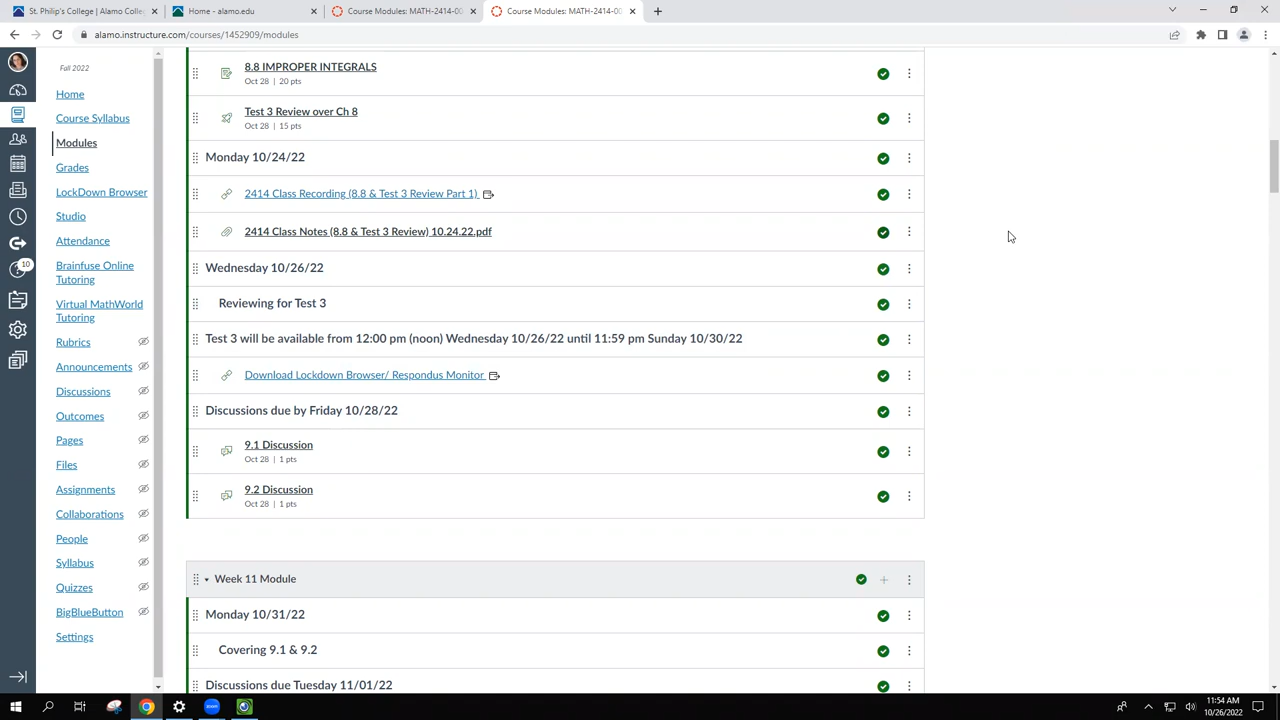 St. Philip's College
Home - alamo.instructure.com
Course Modules: MATH-2414-00
Course Modules: MATH-2414-00
alamo.instructure.com/courses/1452909/modules
Fall 2022
Home
Course Syllabus
Modules
Grades
LockDown Browser
Studio
Attendance
10
Brainfuse Online
Tutoring
Virtual MathWorld
Tutoring
Rubrics
Announcements
Discussions
Outcomes
Pages
Files
Assignments
Collaborations
People
Syllabus
Quizzes
BigBlueButton
Settings
8.8 IMPROPER INTEGRALS
Oct 28 | 20 pts
Test 3 Review over Ch 8
Oct 28 | 15 pts
Monday 10/24/22
2414 Class Recording (8.8 & Test 3 Review Part 1)
2414 Class Notes (8.8 & Test 3 Review) 10.24.22.pdf
Wednesday 10/26/22
Reviewing for Test 3
Test 3 will be available from 12:00 pm (noon) Wednesday 10/26/22 until 11:59 pm Sunday 10/30/22
Download Lockdown Browser/ Respondus Monitor
Discussions due by Friday 10/28/22
9.1 Discussion
Oct 28 | 1 pts
9.2 Discussion
Oct 28 | 1 pts
Week 11 Module
Monday 10/31/22
Covering 9.1 & 9.2
Discussions due Tuesday 11/01/22
zoom
11:54 AM
10/26/2022